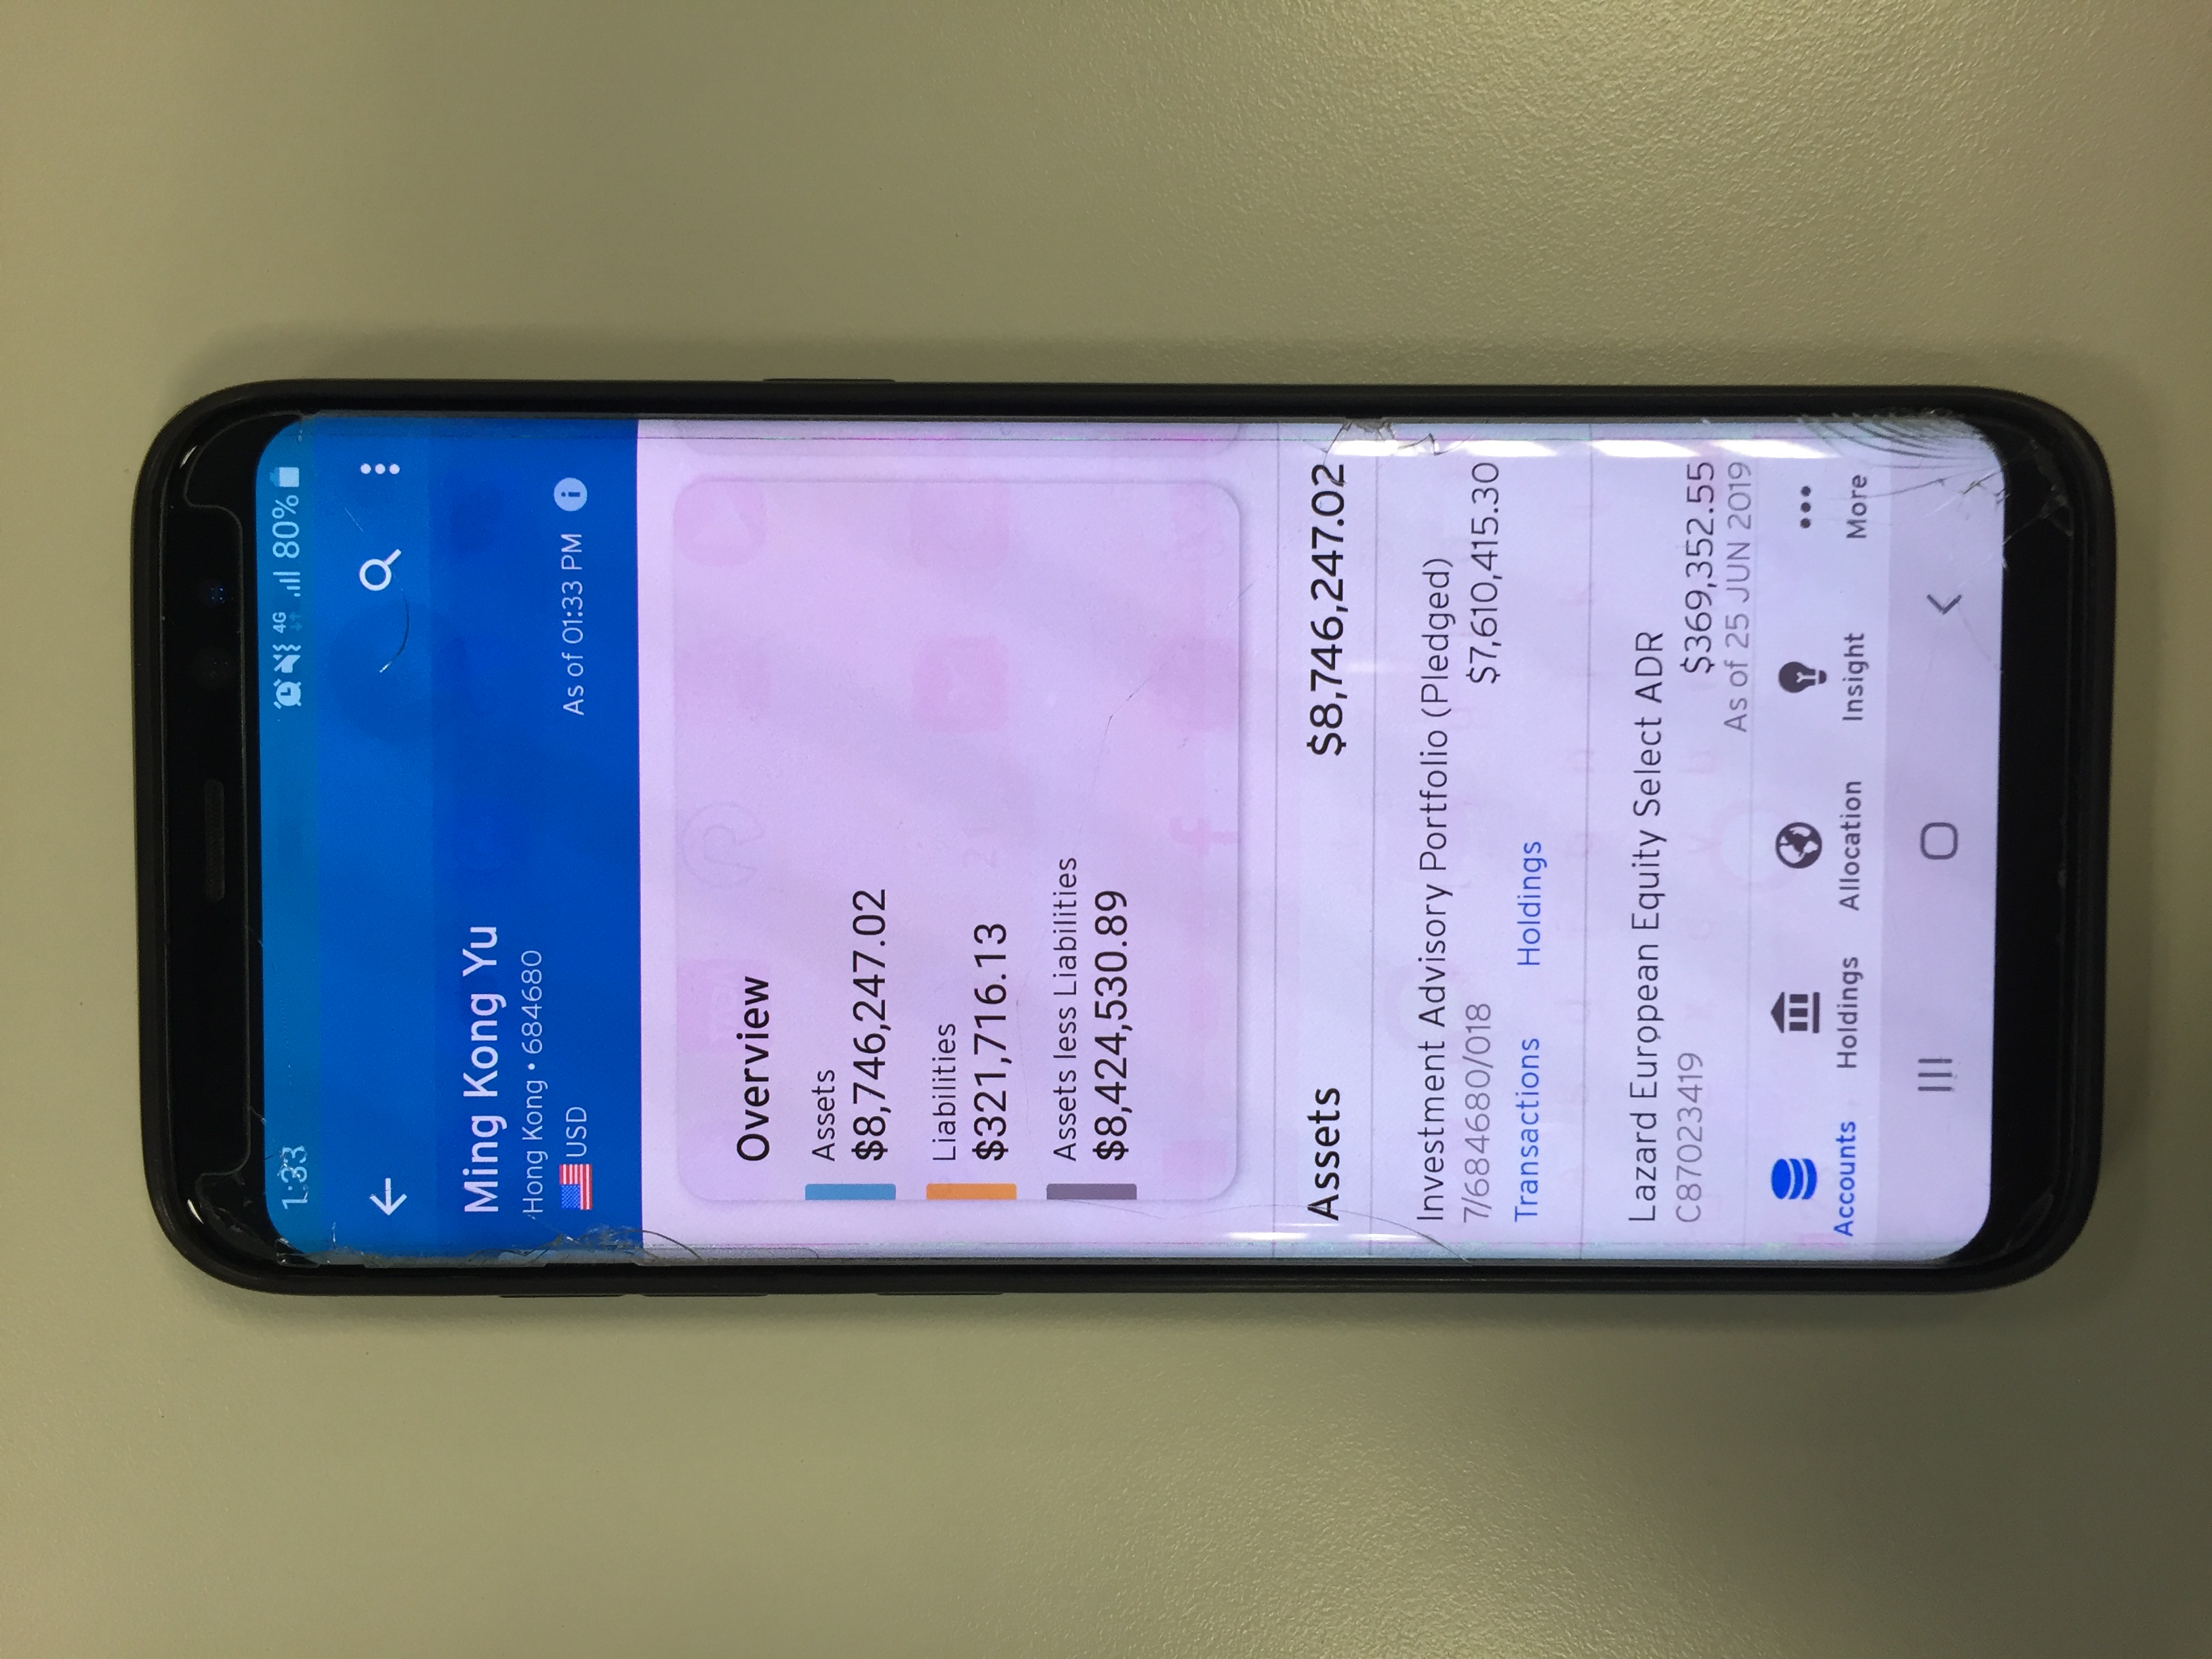 1:33 4G 80%
Ming Kong Yu
Hong Kong • 684680
USD As of 01:33 PM
Overview
Assets
$8,746,247.02
Liabilities
$321,716.13
Assets less Liabilities
$8,424,530.89
Assets $8,746,247.02
Investment Advisory Portfolio (Pledged)
7/684680/018 $7,610,415.30
Transactions Holdings
Lazard European Equity Select ADR
C87023419 $369,352.55
As of 25 JUN 2019
Accounts Holdings Allocation Insight More